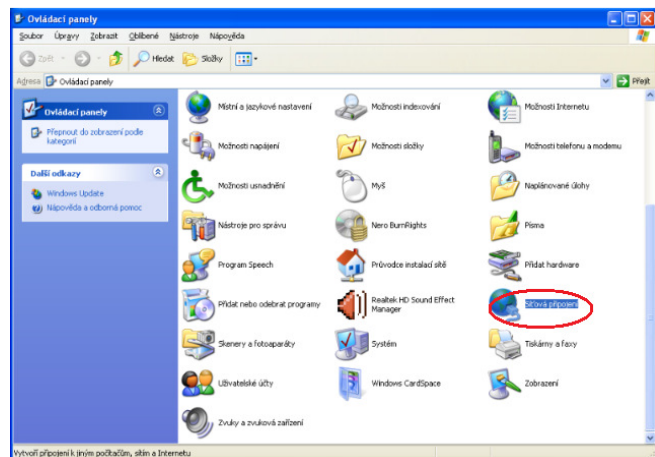 Ovládací panely
Soubor Úpravy Zobrazit Oblíbené Nástroje Nápověda
Zpět Hledat Složky
Adresa Ovládací panely Přejít
Ovládací panely
Přepnout do zobrazení podle
kategorií
Další odkazy
Windows Update
Nápověda a odborná pomoc
Místní a jazykové nastavení Možnosti indexování Možnosti Internetu
Možnosti napájení Možnosti složky Možnosti telefonu a modemu
Možnosti usnadnění Myš Naplánované úlohy
Nástroje pro správu Nero BurnRights Písma
Program Speech Průvodce instalací sítě Přidat hardware
Přidat nebo odebrat programy Realtek HD Sound Effect
Manager Síťová připojení
Skenery a fotoaparáty Systém Tiskárny a faxy
Uživatelské účty Windows CardSpace Zobrazení
Zvuky a zvuková zařízení
Vytvoří připojení k jiným počítačům, sítím a Internetu